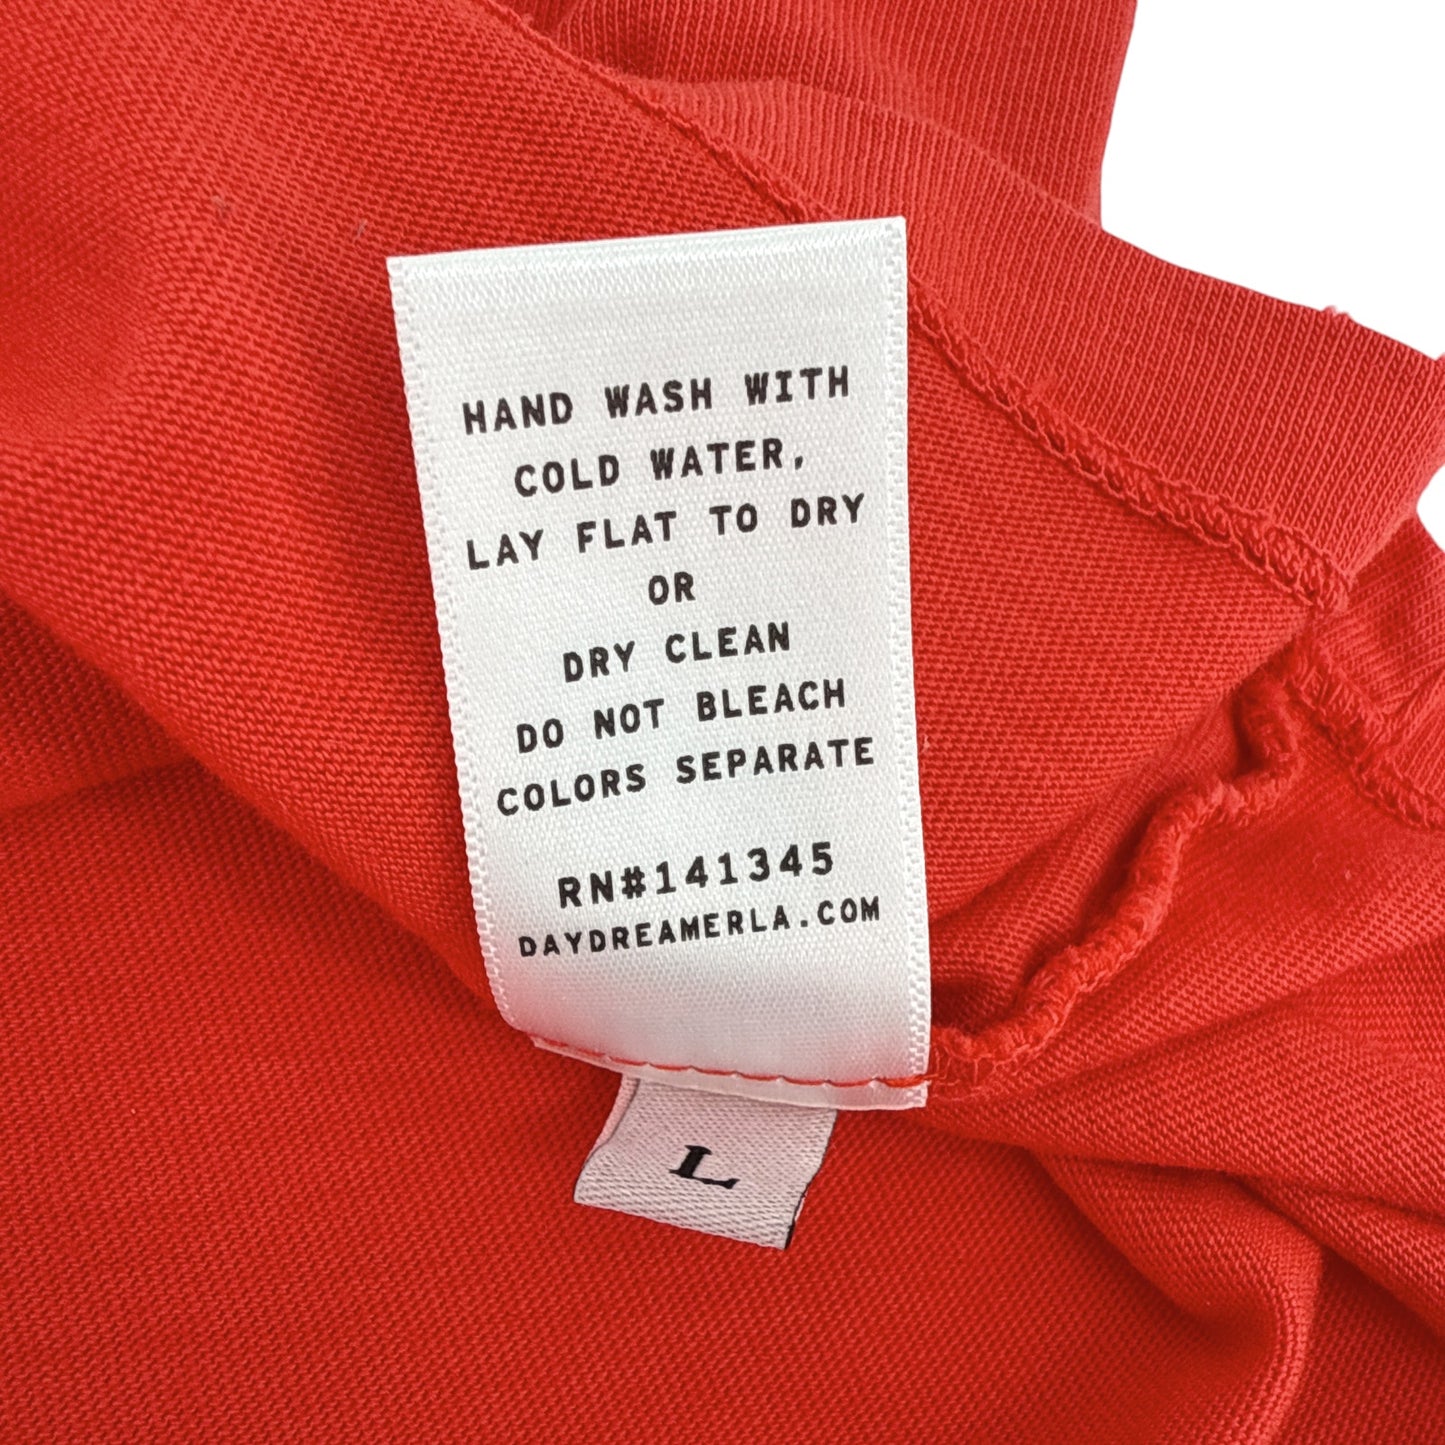 HAND WASH WITH
COLD WATER,
LAY FLAT TO DRY
OR
DRY CLEAN
DO NOT BLEACH
COLORS SEPARATE
RN#141345
DAYDREAMERLA.COM
L